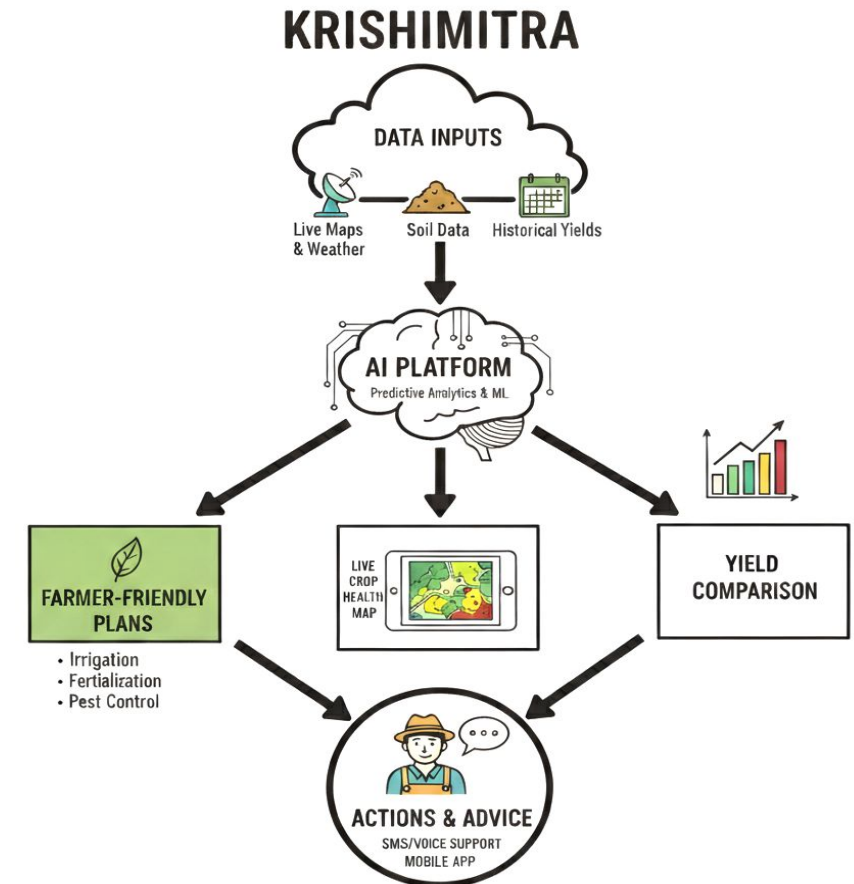 KRISHIMITRA
DATA INPUTS
Live Maps
& Weather
Soil Data
Historical Yields
AI PLATFORM
Predictive Analytics & ML
FARMER-FRIENDLY
PLANS
• Irrigation
• Fertialization
• Pest Control
LIVE
CROP
HEALTH
MAP
YIELD
COMPARISON
ACTIONS & ADVICE
SMS/VOICE SUPPORT
MOBILE APP